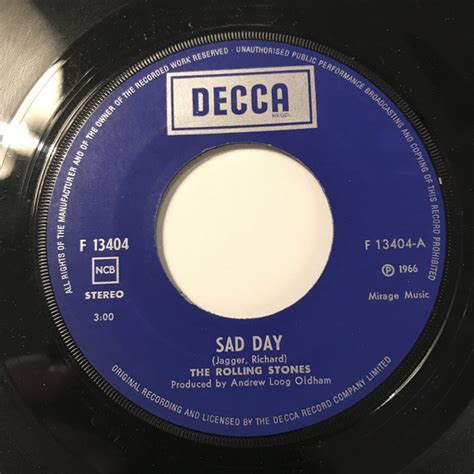 ALL RIGHTS OF THE MANUFACTURER AND OF THE OWNER OF THE RECORDED WORK RESERVED - UNAUTHORISED PUBLIC PERFORMANCE BROADCASTING AND COPYING OF THIS RECORD PROHIBITED
DECCA
REGD.
F 13404
F 13404-A
NCB
Ⓟ 1966
STEREO
Mirage Music
3:00
SAD DAY
(Jagger, Richard)
THE ROLLING STONES
Produced by Andrew Loog Oldham
ORIGINAL RECORDING AND LICENSED BY THE DECCA RECORD COMPANY LIMITED